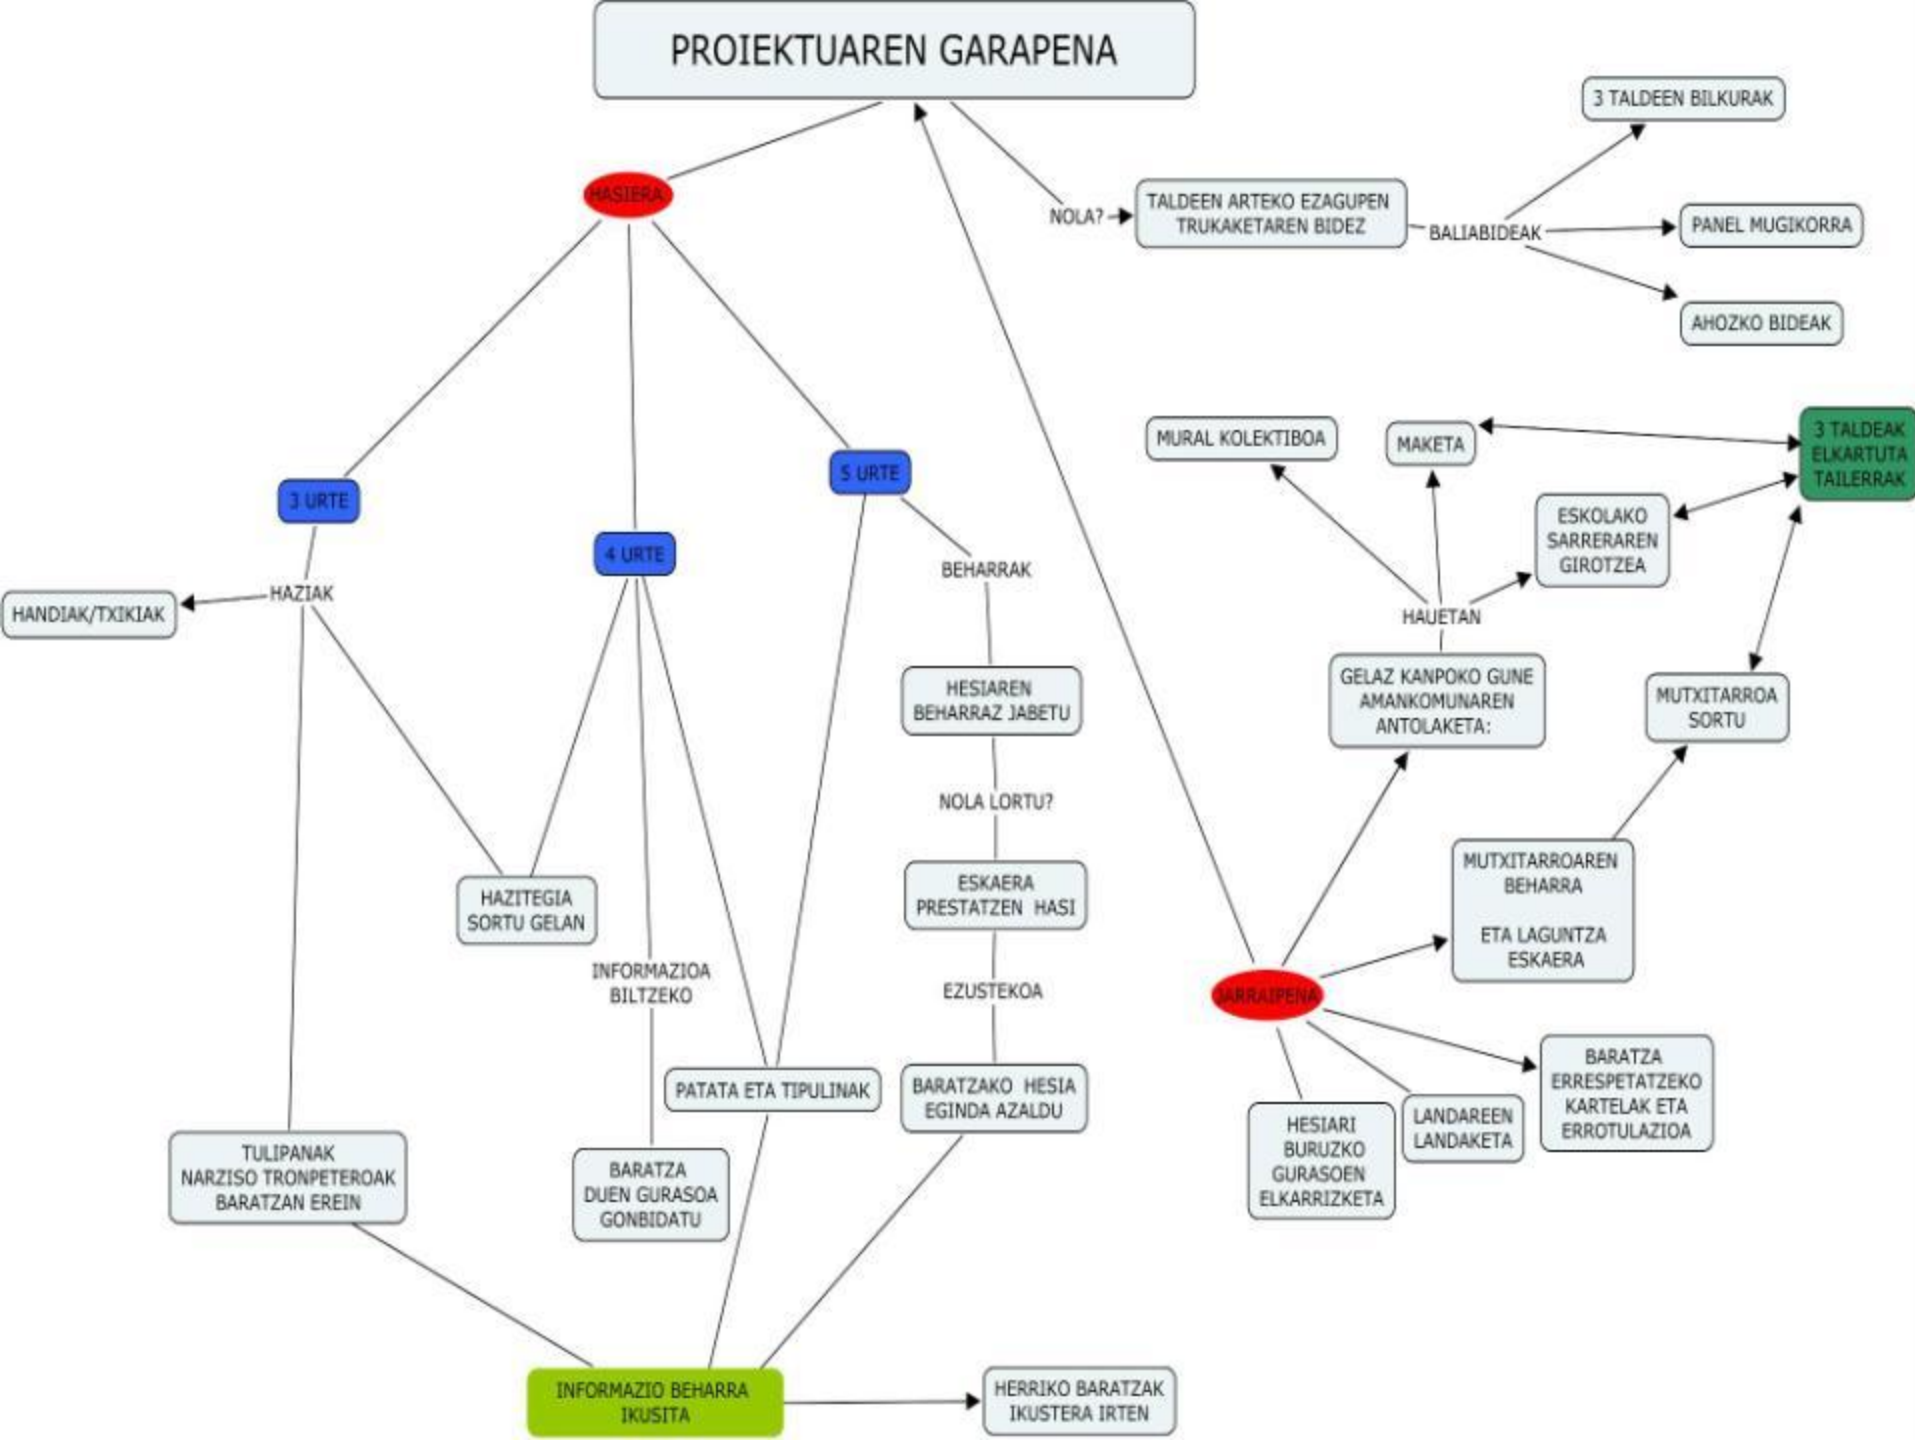 PROIEKTUAREN GARAPENA
3 TALDEEN BILKURAK
HASIERA
NOLA?
TALDEEN ARTEKO EZAGUPEN
TRUKAKETAREN BIDEZ
BALIABIDEAK
PANEL MUGIKORRA
AHOZKO BIDEAK
MURAL KOLEKTIBOA
MAKETA
3 TALDEAK
ELKARTUTA
TAILERRAK
3 URTE
4 URTE
5 URTE
ESKOLAKO
SARRERAREN
GIROTZEA
BEHARRAK
HAZIAK
HANDIAK/TXIKIAK
HAUETAN
HESIAREN
BEHARRAZ JABETU
GELAZ KANPOKO GUNE
AMANKOMUNAREN
ANTOLAKETA:
MUTXITARROA
SORTU
NOLA LORTU?
HAZITEGIA
SORTU GELAN
ESKAERA
PRESTATZEN HASI
MUTXITARROAREN
BEHARRA
ETA LAGUNTZA
ESKAERA
INFORMAZIOA
BILTZEKO
EZUSTEKOA
JARRAIPENA
PATATA ETA TIPULINAK
BARATZAKO HESIA
EGINDA AZALDU
BARATZA
ERRESPETATZEKO
KARTELAK ETA
ERROTULAZIOA
HESIARI
BURUZKO
GURASOEN
ELKARRIZKETA
LANDAREEN
LANDAKETA
TULIPANAK
NARZISO TRONPETEROAK
BARATZAN EREIN
BARATZA
DUEN GURASOA
GONBIDATU
INFORMAZIO BEHARRA
IKUSITA
HERRIKO BARATZAK
IKUSTERA IRTEN